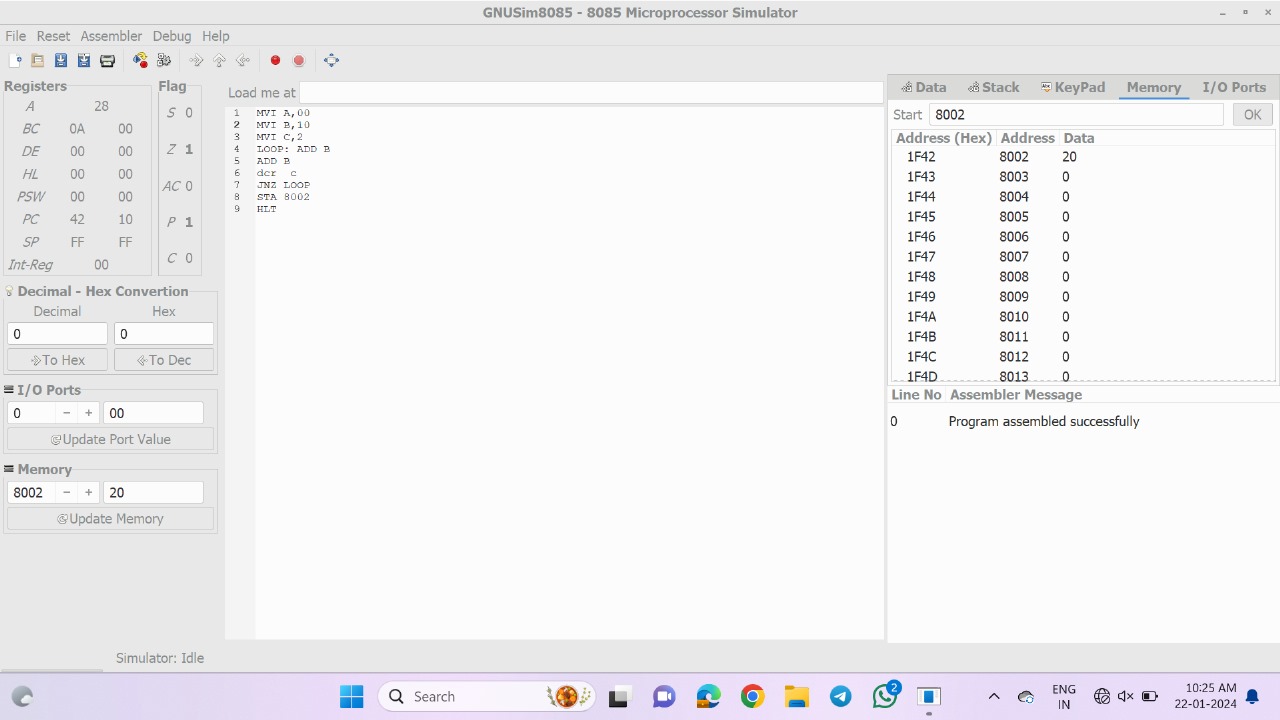 GNUSim8085 - 8085 Microprocessor Simulator
File Reset Assembler Debug Help
Registers
A 28
BC 0A 00
DE 00 00
HL 00 00
PSW 00 00
PC 42 10
SP FF FF
Int-Reg 00
Flag
S 0
Z 1
AC 0
P 1
C 0
Decimal - Hex Convertion
Decimal Hex
0 0
To Hex To Dec
I/O Ports
0 - + 00
Update Port Value
Memory
8002 - + 20
Update Memory
Load me at
1 MVI A,00
2 MVI B,10
3 MVI C,2
4 LOOP: ADD B
5 ADD B
6 dcr c
7 JNZ LOOP
8 STA 8002
9 HLT
Data Stack KeyPad Memory I/O Ports
Start 8002 OK
Address (Hex) Address Data
1F42 8002 20
1F43 8003 0
1F44 8004 0
1F45 8005 0
1F46 8006 0
1F47 8007 0
1F48 8008 0
1F49 8009 0
1F4A 8010 0
1F4B 8011 0
1F4C 8012 0
1F4D 8013 0
Line No Assembler Message
0 Program assembled successfully
Simulator: Idle
Search
2
ENG
IN
10:25 AM
22-01-2024